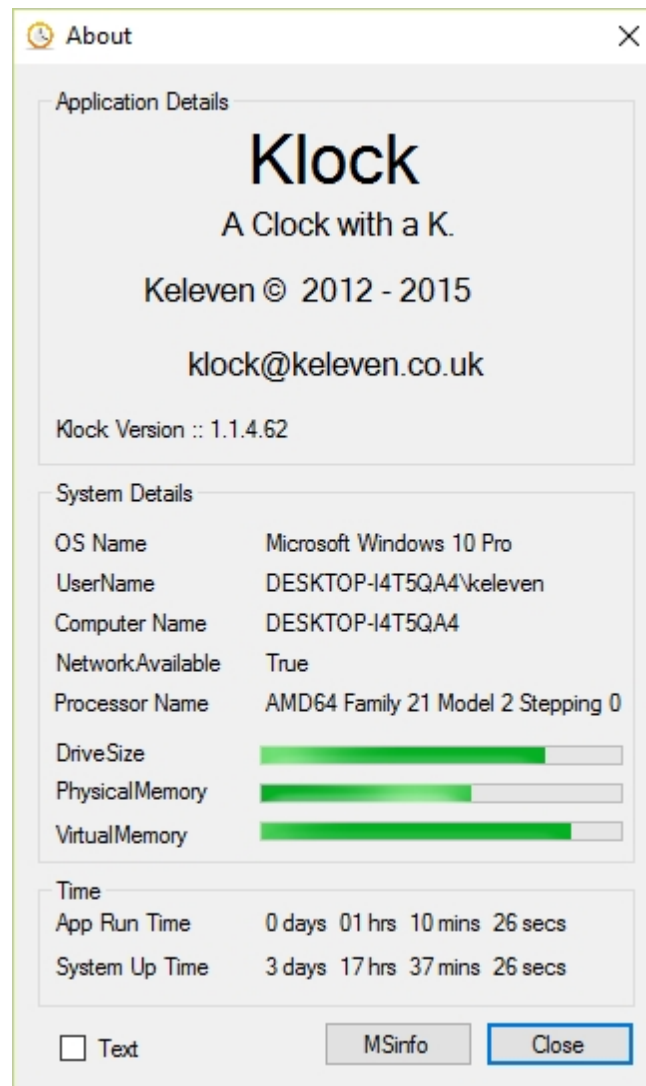 About
Application Details
Klock
A Clock with a K.
Keleven © 2012 - 2015
klock@keleven.co.uk
Klock Version :: 1.1.4.62
System Details
OS Name Microsoft Windows 10 Pro
UserName DESKTOP-I4T5QA4\keleven
Computer Name DESKTOP-I4T5QA4
NetworkAvailable True
Processor Name AMD64 Family 21 Model 2 Stepping 0
DriveSize
PhysicalMemory
VirtualMemory
Time
App Run Time 0 days 01 hrs 10 mins 26 secs
System Up Time 3 days 17 hrs 37 mins 26 secs
Text MSinfo Close